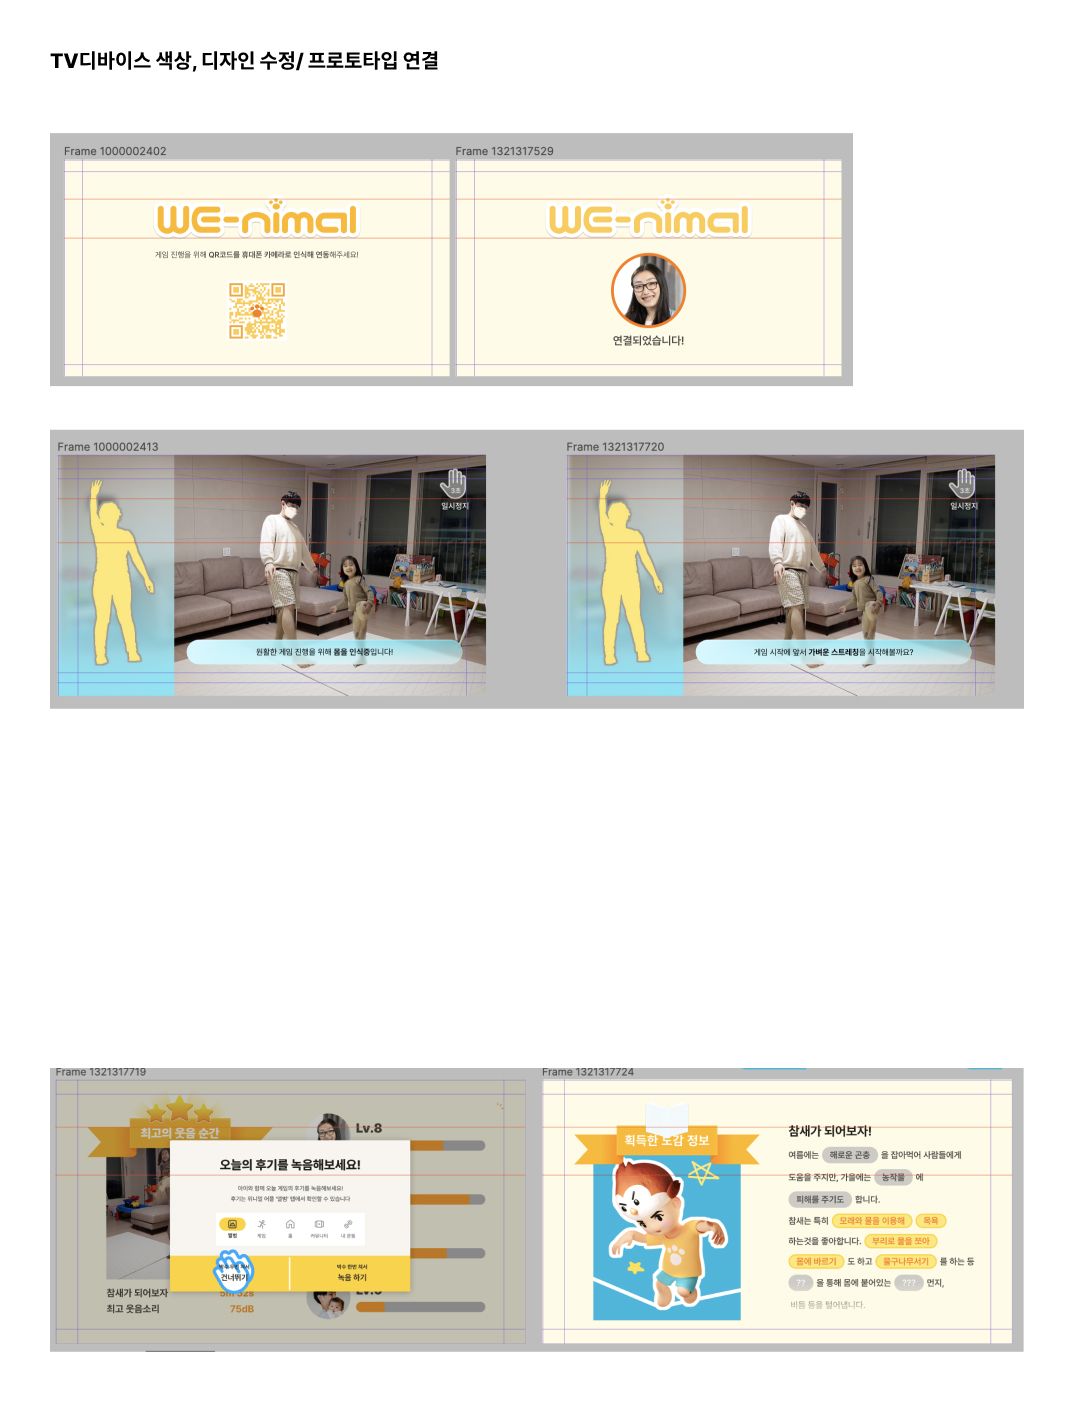 TV디바이스 색상, 디자인 수정/ 프로토타입 연결
Frame 1000002402
Frame 1321317529
WE-nimal
게임 진행을 위해 QR코드를 휴대폰 카메라로 인식해 연동해주세요!
WE-nimal
연결되었습니다!
Frame 1000002413
Frame 1321317720
3초
일시정지
원활한 게임 진행을 위해 몸을 인식중입니다!
3초
일시정지
게임 시작에 앞서 가벼운 스트레칭을 시작해볼까요?
Frame 1321317719
Frame 1321317724
최고의 웃음 순간
Lv.8
오늘의 후기를 녹음해보세요!
아이와 함께 오늘 게임의 후기를 녹음해보세요!
후기는 위니멀 어플 '앨범' 탭에서 확인할 수 있습니다
앨범
게임
홈
커뮤니티
내 관절
건너뛰기
박수 한번 쳐서
녹음 하기
참새가 되어보자
5m 32s
최고 웃음소리
75dB
획득한 도감 정보
참새가 되어보자!
여름에는 해로운 곤충 을 잡아먹어 사람들에게
도움을 주지만, 가을에는 농작물 에
피해를 주기도 합니다.
참새는 특히 모래와 물을 이용해 목욕
하는것을 좋아합니다. 부리로 물을 쪼아
몸에 바르기 도 하고 물구나무서기 를 하는 등
?? 을 통해 몸에 붙어있는 ??? 먼지,
비듬 등을 털어냅니다.